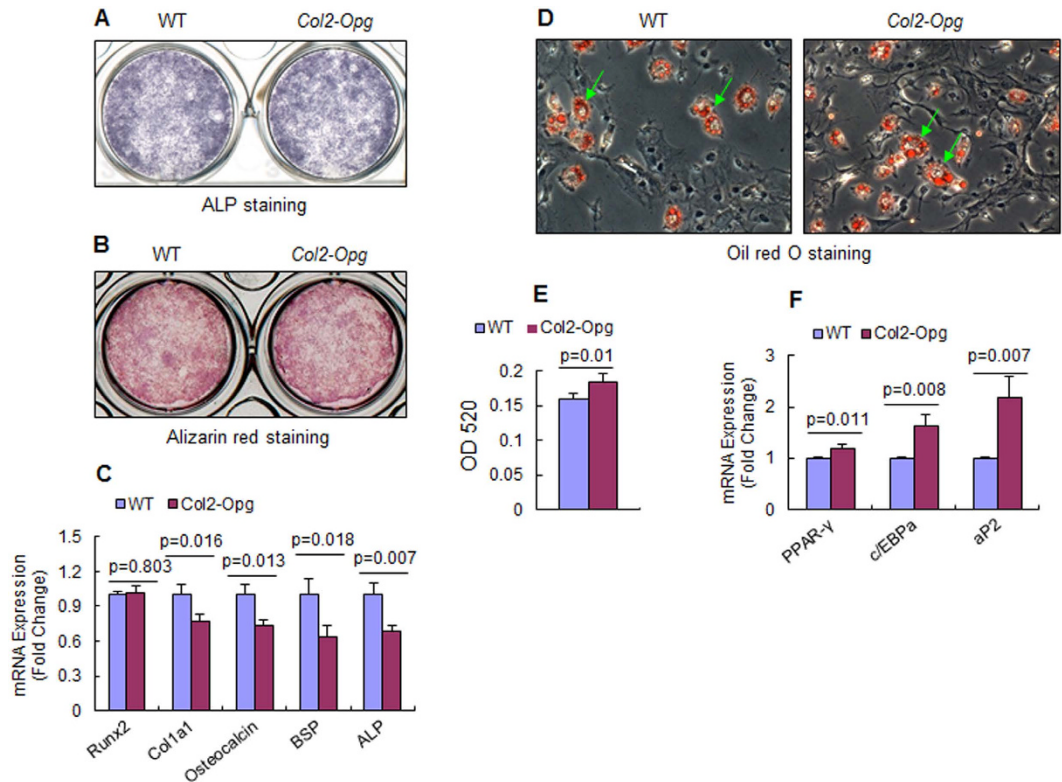 A
WT
Col2-Opg
ALP staining
B
WT
Col2-Opg
Alizarin red staining
C
WT
Col2-Opg
mRNA Expression
(Fold Change)
1.5
1.2
0.9
0.6
0.3
0
p=0.803
p=0.016
p=0.013
p=0.018
p=0.007
Runx2
Col1a1
Osteocalcin
BSP
ALP
D
WT
Col2-Opg
Oil red O staining
E
WT
Col2-Opg
p=0.01
OD 520
0.2
0.15
0.1
0.05
0
F
WT
Col2-Opg
mRNA Expression
(Fold Change)
3
2
1
0
p=0.011
p=0.008
p=0.007
PPAR-γ
c/EBPa
aP2